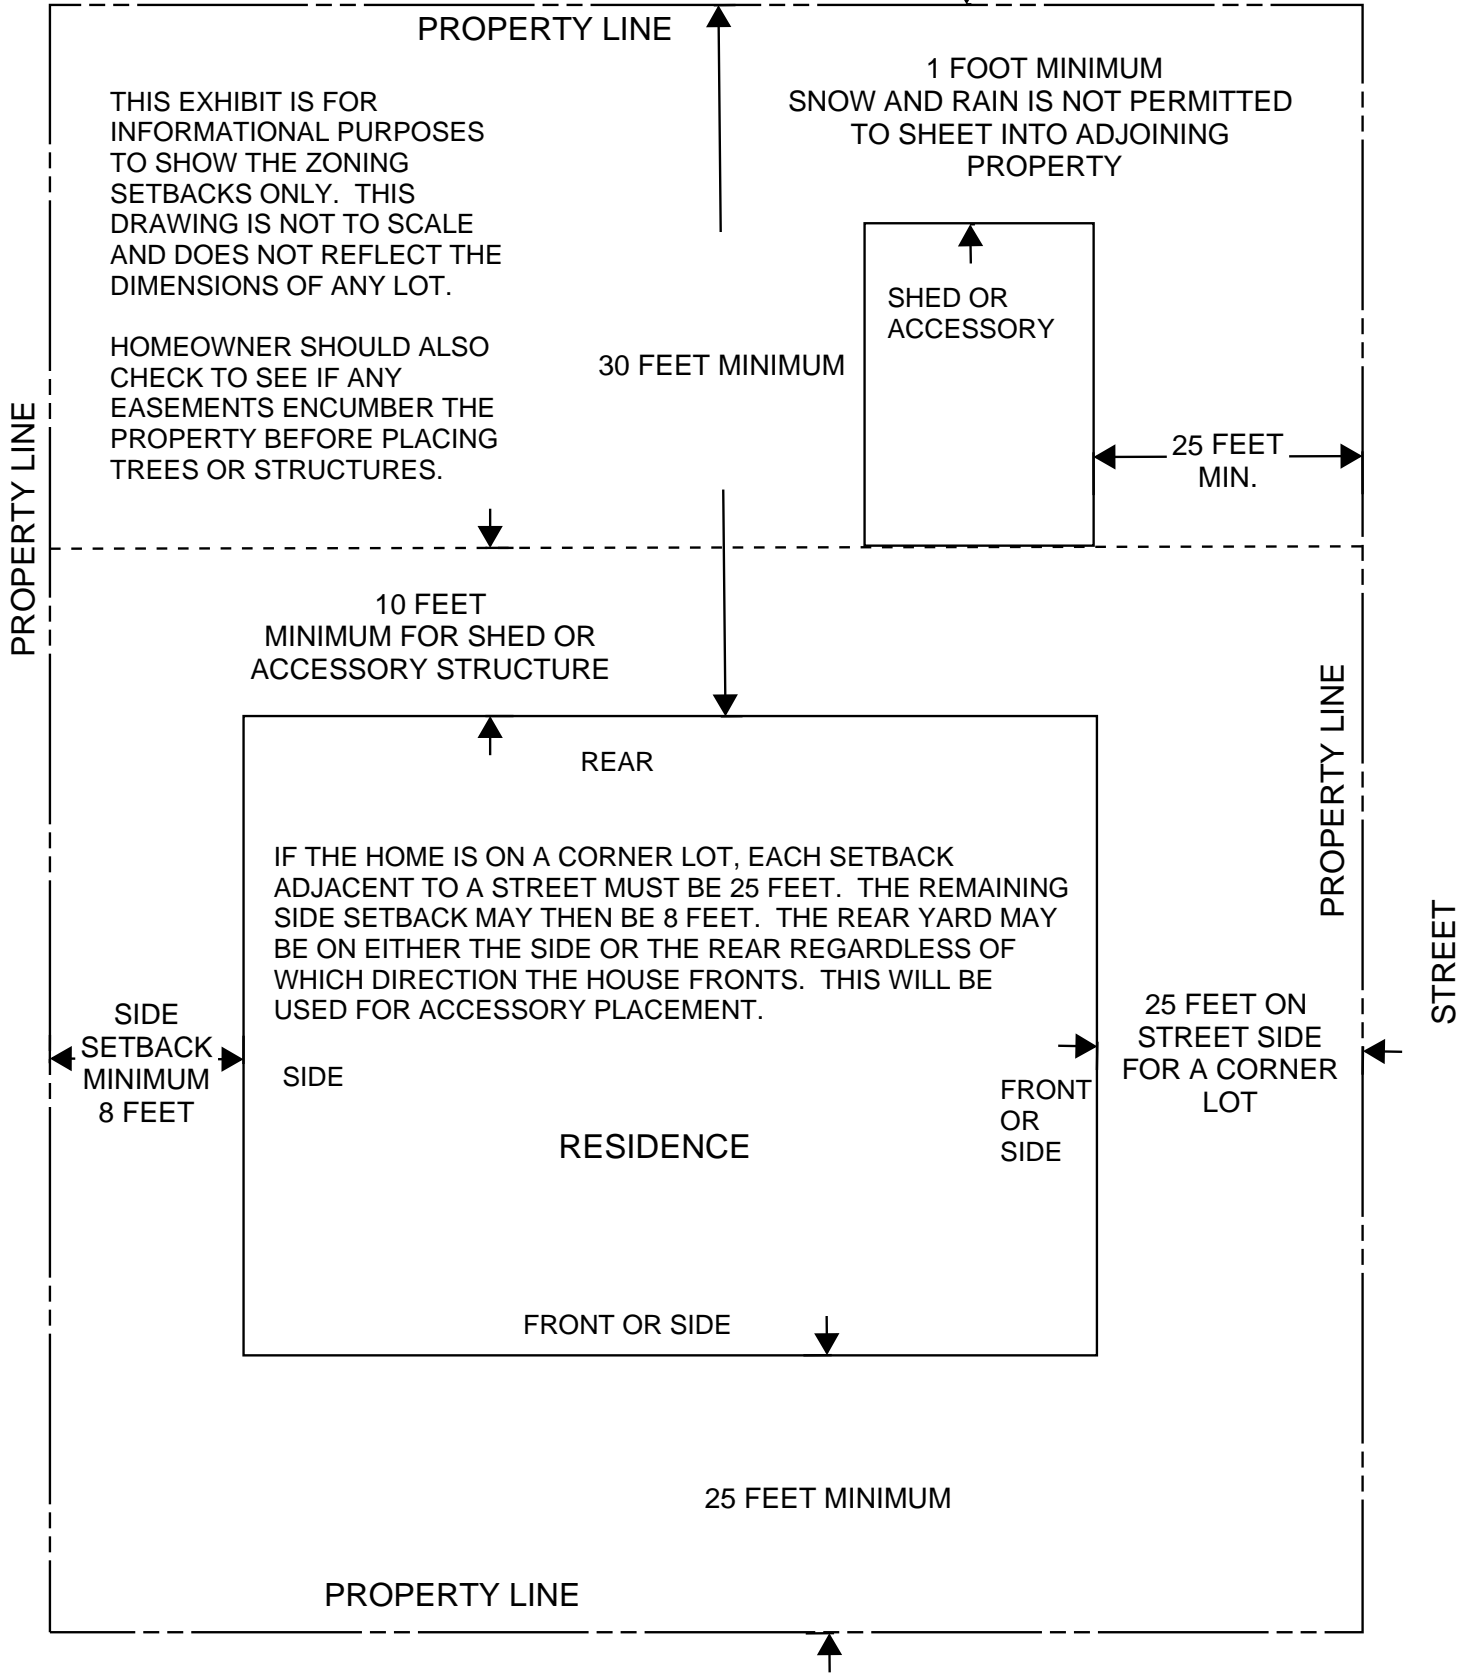 PROPERTY LINE
THIS EXHIBIT IS FOR
INFORMATIONAL PURPOSES
TO SHOW THE ZONING
SETBACKS ONLY.  THIS
DRAWING IS NOT TO SCALE
AND DOES NOT REFLECT THE
DIMENSIONS OF ANY LOT.
HOMEOWNER SHOULD ALSO
CHECK TO SEE IF ANY
EASEMENTS ENCUMBER THE
PROPERTY BEFORE PLACING
TREES OR STRUCTURES.
1 FOOT MINIMUM
SNOW AND RAIN IS NOT PERMITTED
TO SHEET INTO ADJOINING
PROPERTY
SHED OR
ACCESSORY
30 FEET MINIMUM
25 FEET
MIN.
PROPERTY LINE
10 FEET
MINIMUM FOR SHED OR
ACCESSORY STRUCTURE
REAR
IF THE HOME IS ON A CORNER LOT, EACH SETBACK
ADJACENT TO A STREET MUST BE 25 FEET.  THE REMAINING
SIDE SETBACK MAY THEN BE 8 FEET.  THE REAR YARD MAY
BE ON EITHER THE SIDE OR THE REAR REGARDLESS OF
WHICH DIRECTION THE HOUSE FRONTS.  THIS WILL BE
USED FOR ACCESSORY PLACEMENT.
PROPERTY LINE
STREET
SIDE
SETBACK
MINIMUM
8 FEET
SIDE
FRONT
OR
SIDE
25 FEET ON
STREET SIDE
FOR A CORNER
LOT
RESIDENCE
FRONT OR SIDE
25 FEET MINIMUM
PROPERTY LINE